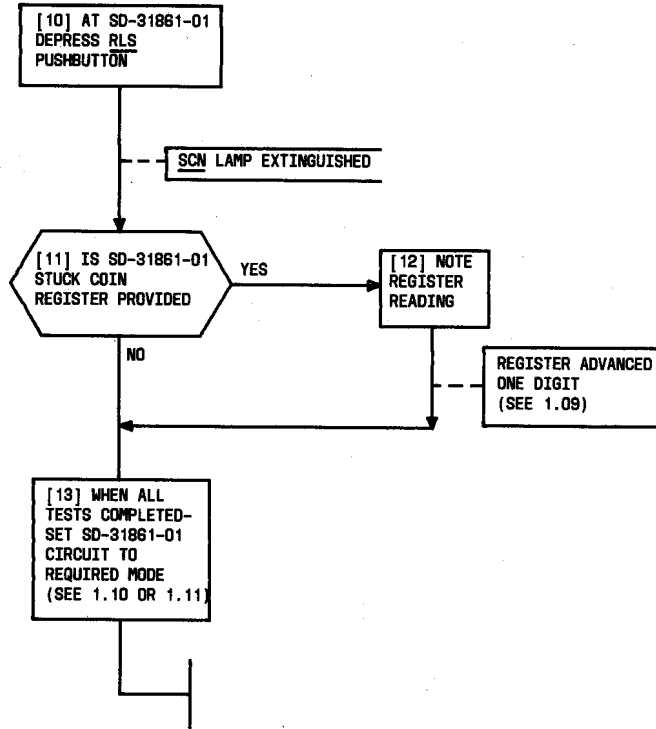 [10] AT SD-31861-01
DEPRESS RLS
PUSHBUTTON
SCN LAMP EXTINGUISHED
[11] IS SD-31861-01
STUCK COIN
REGISTER PROVIDED
YES
[12] NOTE
REGISTER
READING
NO
REGISTER ADVANCED
ONE DIGIT
(SEE 1.09)
[13] WHEN ALL
TESTS COMPLETED-
SET SD-31861-01
CIRCUIT TO
REQUIRED MODE
(SEE 1.10 OR 1.11)